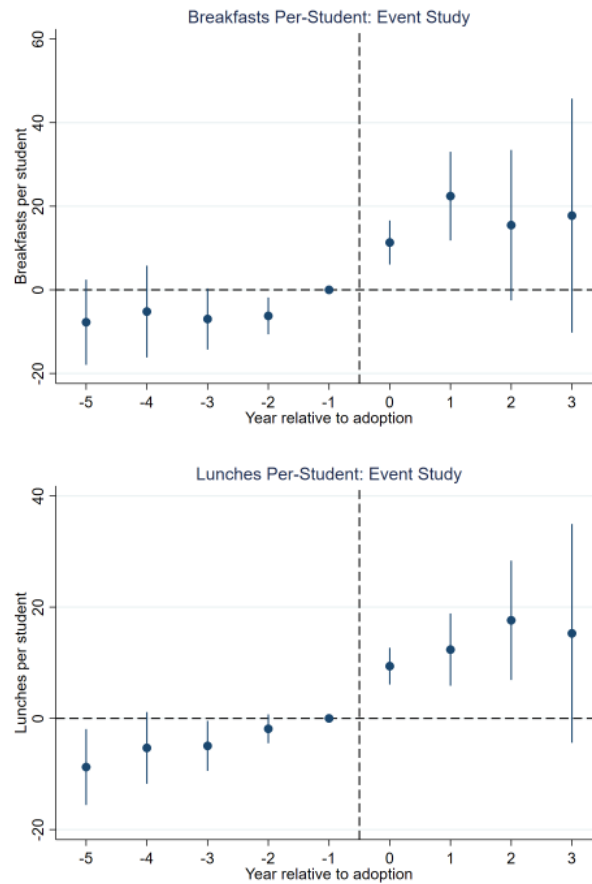 Breakfasts Per-Student: Event Study
Breakfasts per student
60
40
20
0
-20
-5 -4 -3 -2 -1 0 1 2 3
Year relative to adoption
Lunches Per-Student: Event Study
Lunches per student
40
20
0
-20
-5 -4 -3 -2 -1 0 1 2 3
Year relative to adoption